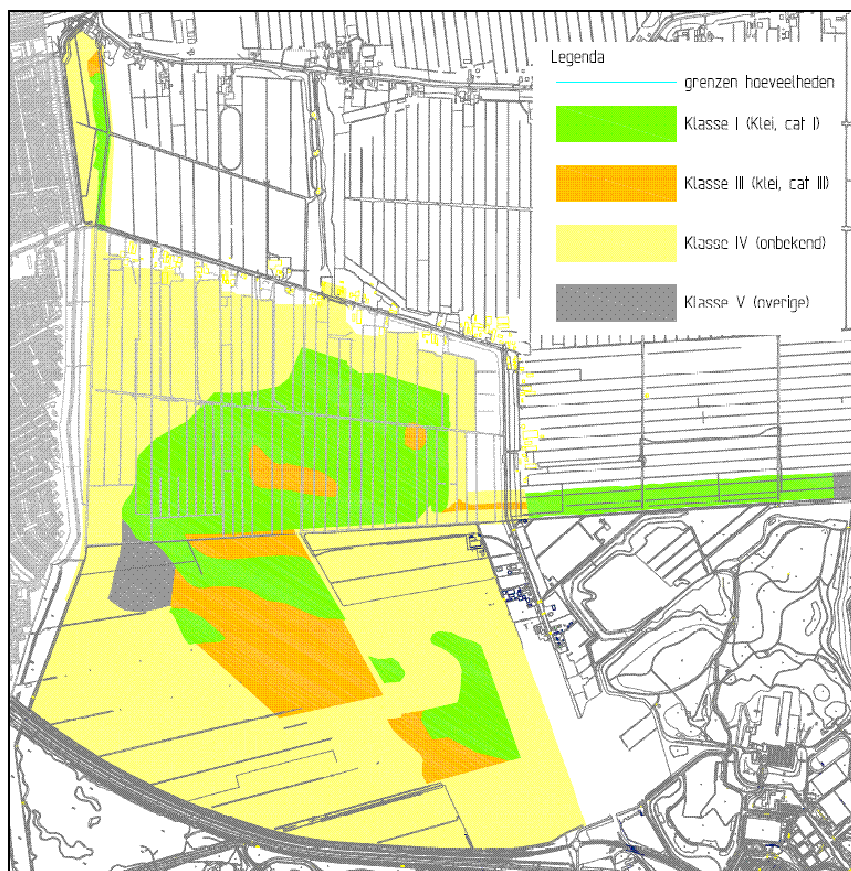 Legenda
grenzen hoeveelheden
Klasse I (Klei, cat I)
Klasse III (klei, cat III)
Klasse IV (onbekend)
Klasse V (overige)